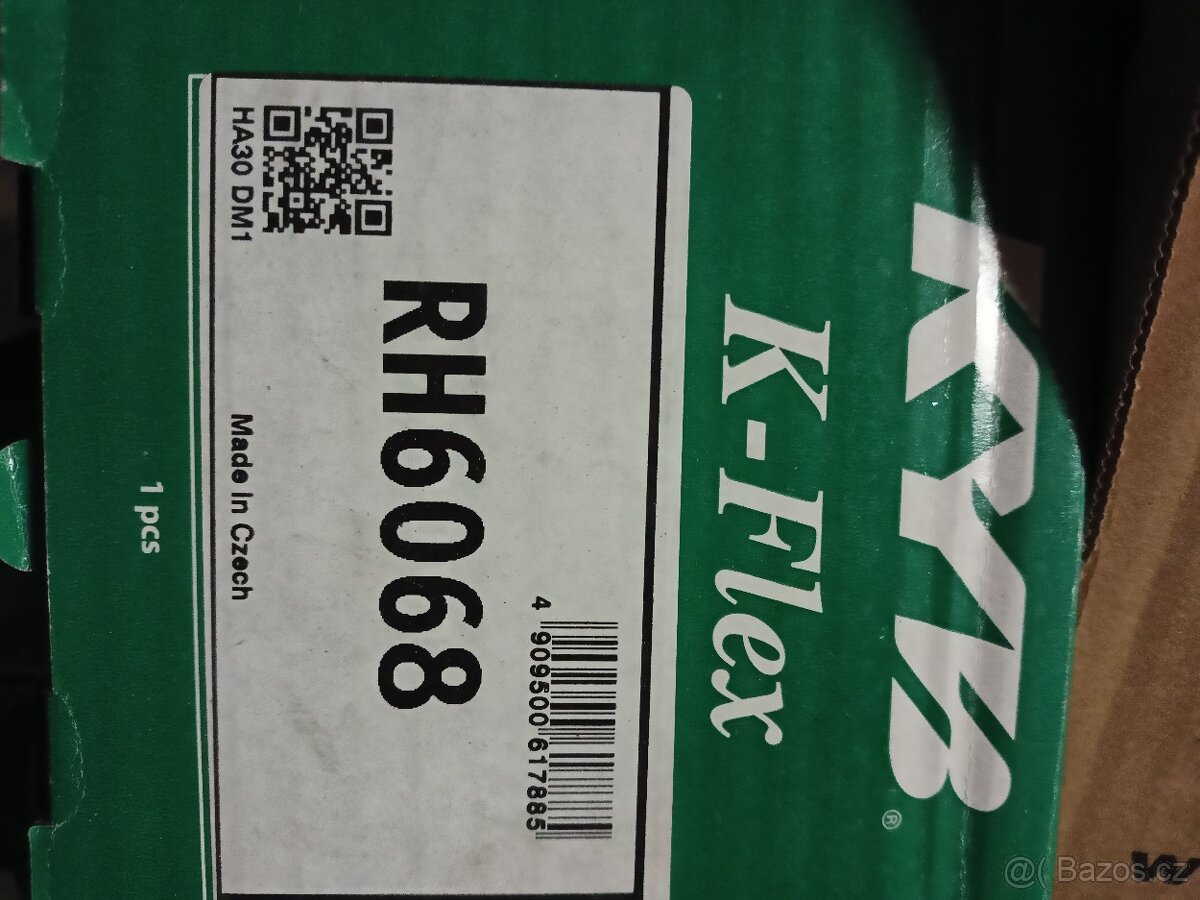 KYB®
K-Flex
4 909500 617885
RH6068
HA30 DM1
Made In Czech
1 pcs
@( Bazos.cz